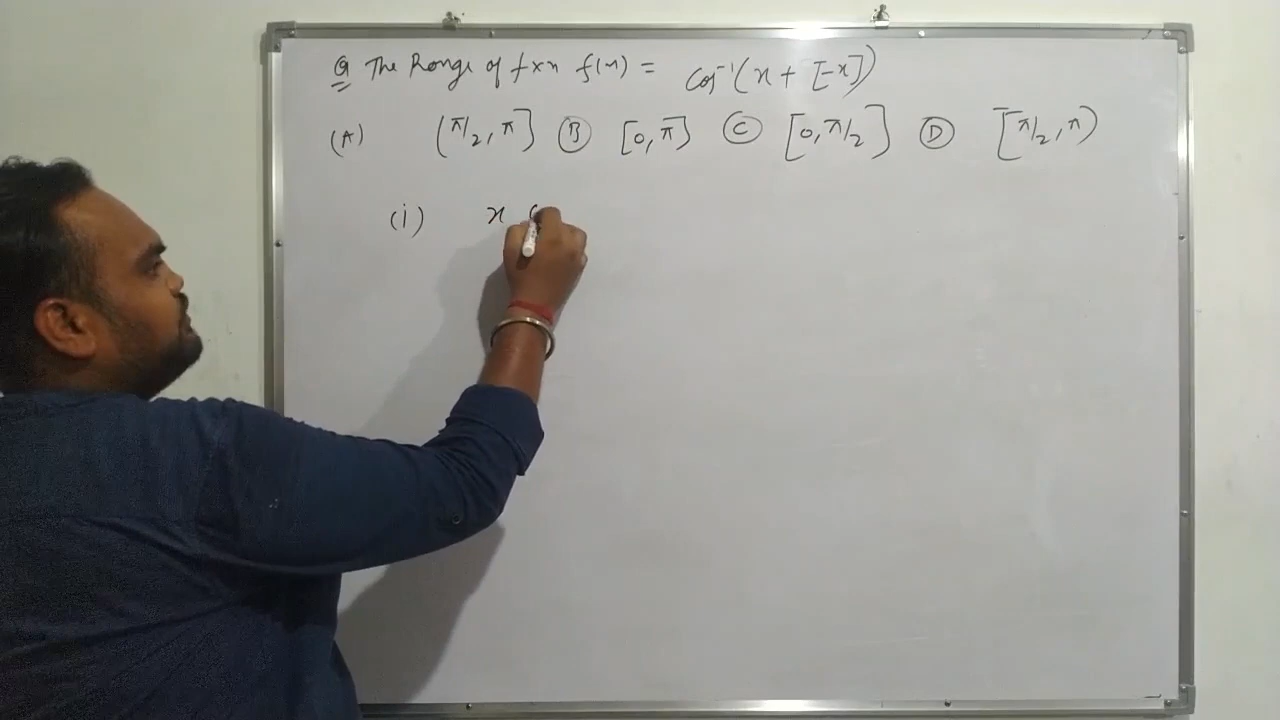 Q The Range of fxn f(x) = Cos⁻¹(x + [-x])
(A) (π/2, π] (B) [0, π] (C) [0, π/2] (D) [π/2, π)
(i) x